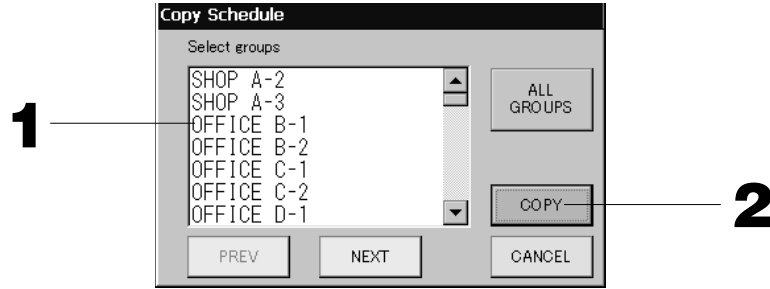 Copy Schedule
Select groups
SHOP A-2
SHOP A-3
OFFICE B-1
OFFICE B-2
OFFICE C-1
OFFICE C-2
OFFICE D-1
ALL
GROUPS
COPY
PREV
NEXT
CANCEL
1
2